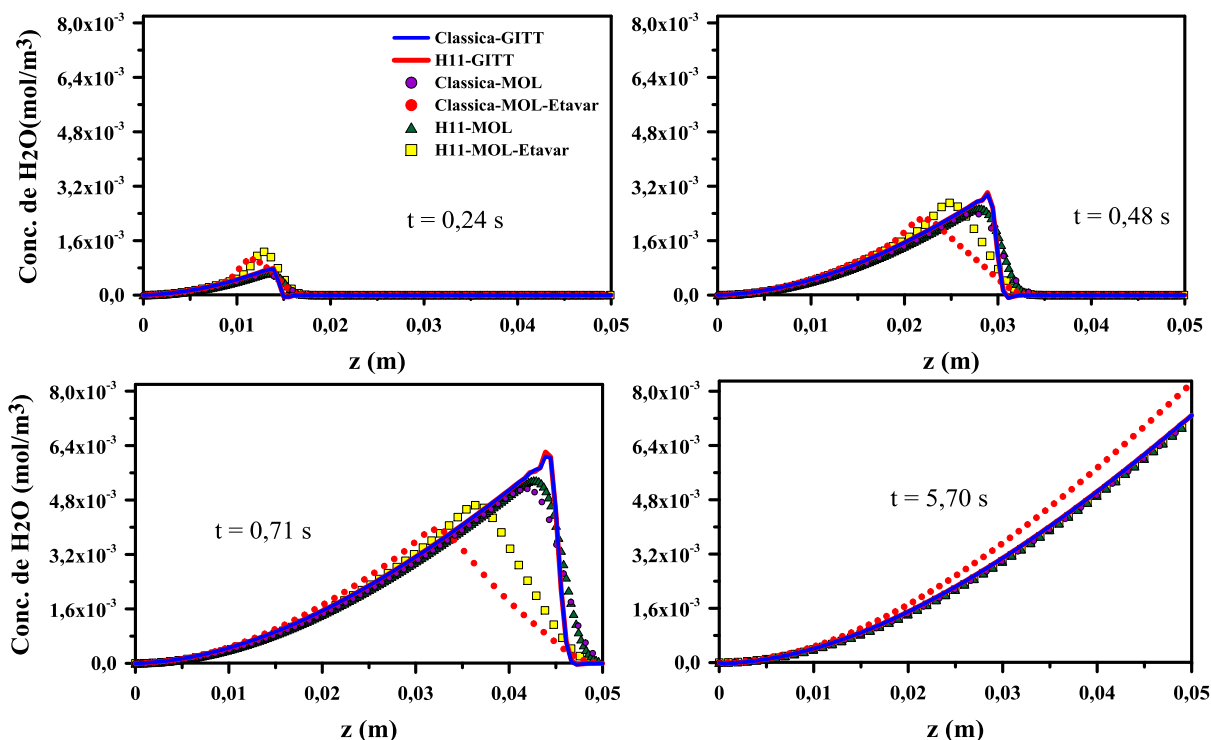 8,0x10⁻³
6,4x10⁻³
4,8x10⁻³
3,2x10⁻³
1,6x10⁻³
0,0
Conc. de H2O(mol/m3)
Classica-GITT
H11-GITT
Classica-MOL
Classica-MOL-Etavar
H11-MOL
H11-MOL-Etavar
t = 0,24 s
0 0,01 0,02 0,03 0,04 0,05
z (m)
8,0x10⁻³
6,4x10⁻³
4,8x10⁻³
3,2x10⁻³
1,6x10⁻³
0,0
t = 0,48 s
0 0,01 0,02 0,03 0,04 0,05
z (m)
8,0x10⁻³
6,4x10⁻³
4,8x10⁻³
3,2x10⁻³
1,6x10⁻³
0,0
Conc. de H2O (mol/m3)
t = 0,71 s
0 0,01 0,02 0,03 0,04 0,05
z (m)
8,0x10⁻³
6,4x10⁻³
4,8x10⁻³
3,2x10⁻³
1,6x10⁻³
0,0
t = 5,70 s
0 0,01 0,02 0,03 0,04 0,05
z (m)